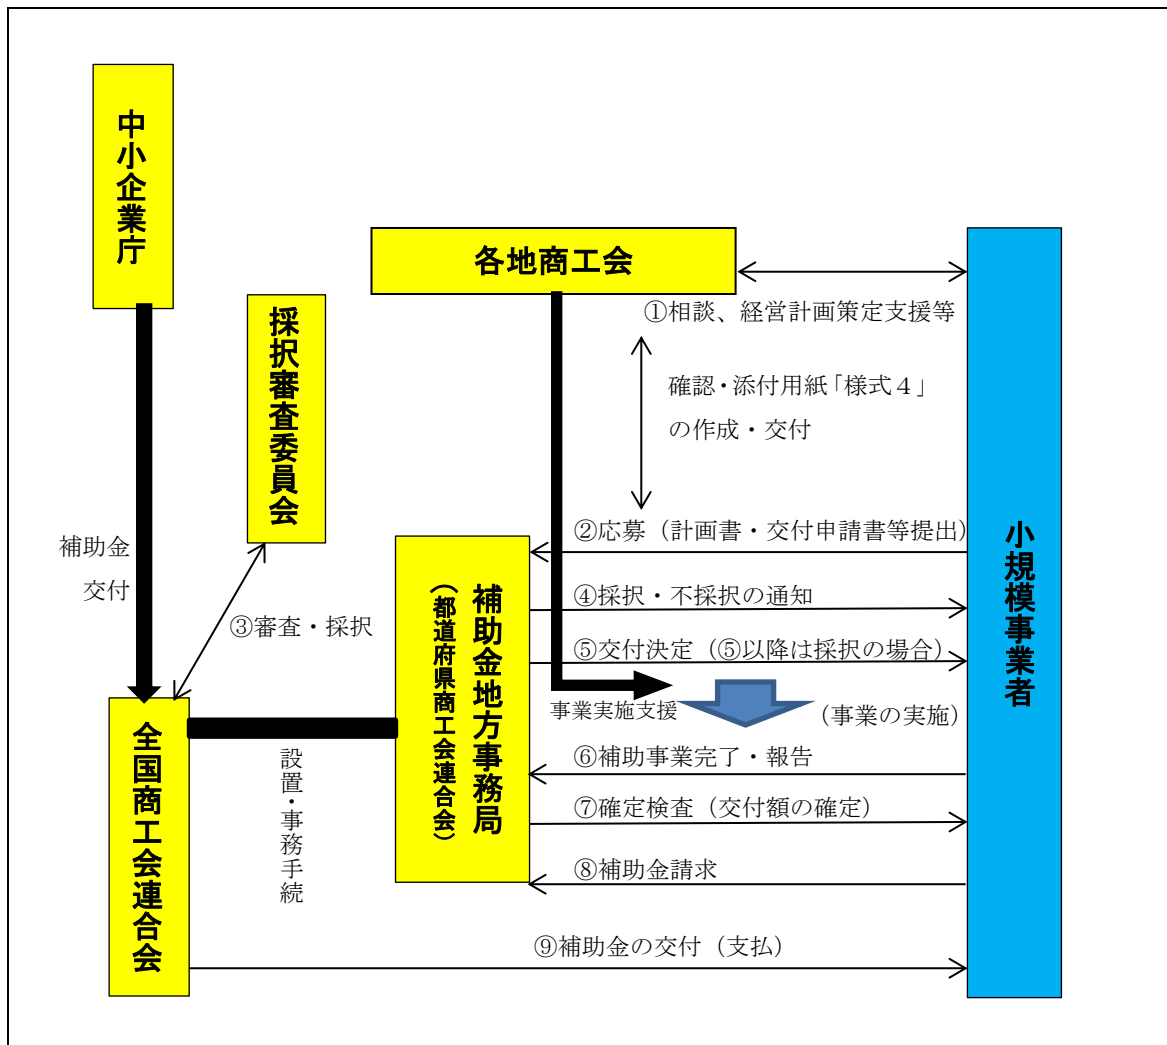 中小企業庁
各地商工会
①相談、経営計画策定支援等
採択審査委員会
確認・添付用紙「様式４」
の作成・交付
②応募（計画書・交付申請書等提出）
小規模事業者
補助金
交付
補助金地方事務局
（都道府県商工会連合会）
④採択・不採択の通知
③審査・採択
⑤交付決定（⑤以降は採択の場合）
事業実施支援
（事業の実施）
全国商工会連合会
設置・事務手続
⑥補助事業完了・報告
⑦確定検査（交付額の確定）
⑧補助金請求
⑨補助金の交付（支払）